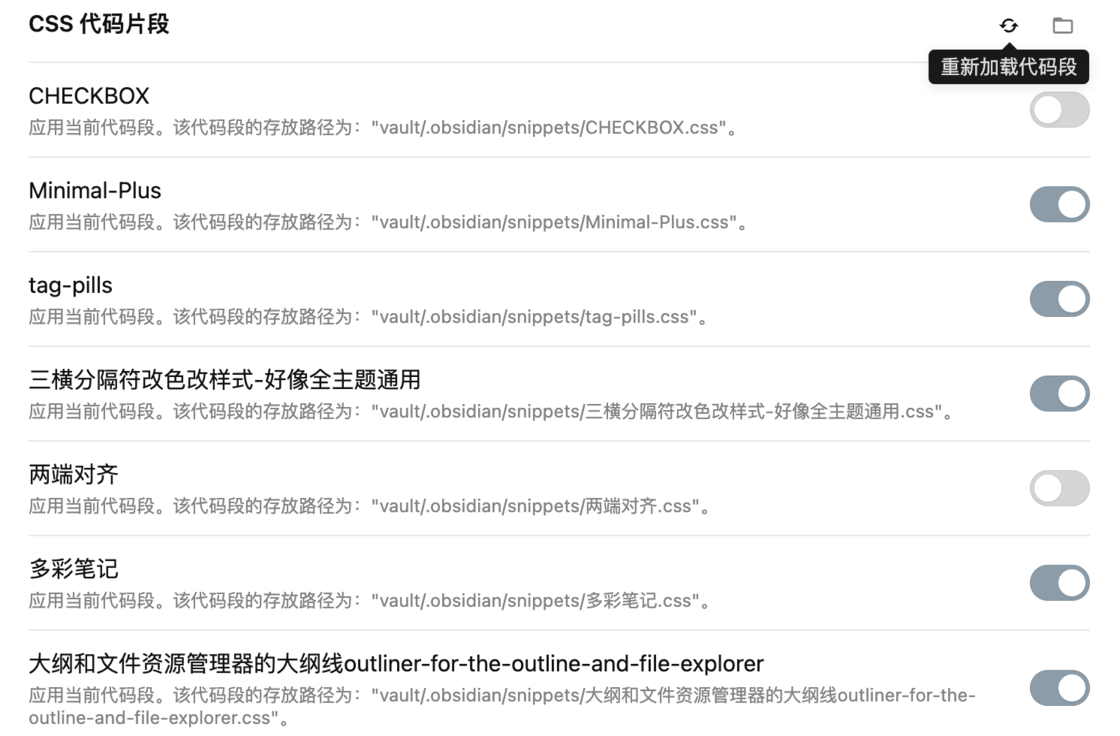 CSS 代码片段
重新加载代码段
CHECKBOX
应用当前代码段。该代码段的存放路径为："vault/.obsidian/snippets/CHECKBOX.css"。
Minimal-Plus
应用当前代码段。该代码段的存放路径为："vault/.obsidian/snippets/Minimal-Plus.css"。
tag-pills
应用当前代码段。该代码段的存放路径为："vault/.obsidian/snippets/tag-pills.css"。
三横分隔符改色改样式-好像全主题通用
应用当前代码段。该代码段的存放路径为："vault/.obsidian/snippets/三横分隔符改色改样式-好像全主题通用.css"。
两端对齐
应用当前代码段。该代码段的存放路径为："vault/.obsidian/snippets/两端对齐.css"。
多彩笔记
应用当前代码段。该代码段的存放路径为："vault/.obsidian/snippets/多彩笔记.css"。
大纲和文件资源管理器的大纲线outliner-for-the-outline-and-file-explorer
应用当前代码段。该代码段的存放路径为："vault/.obsidian/snippets/大纲和文件资源管理器的大纲线outliner-for-the-
outline-and-file-explorer.css"。